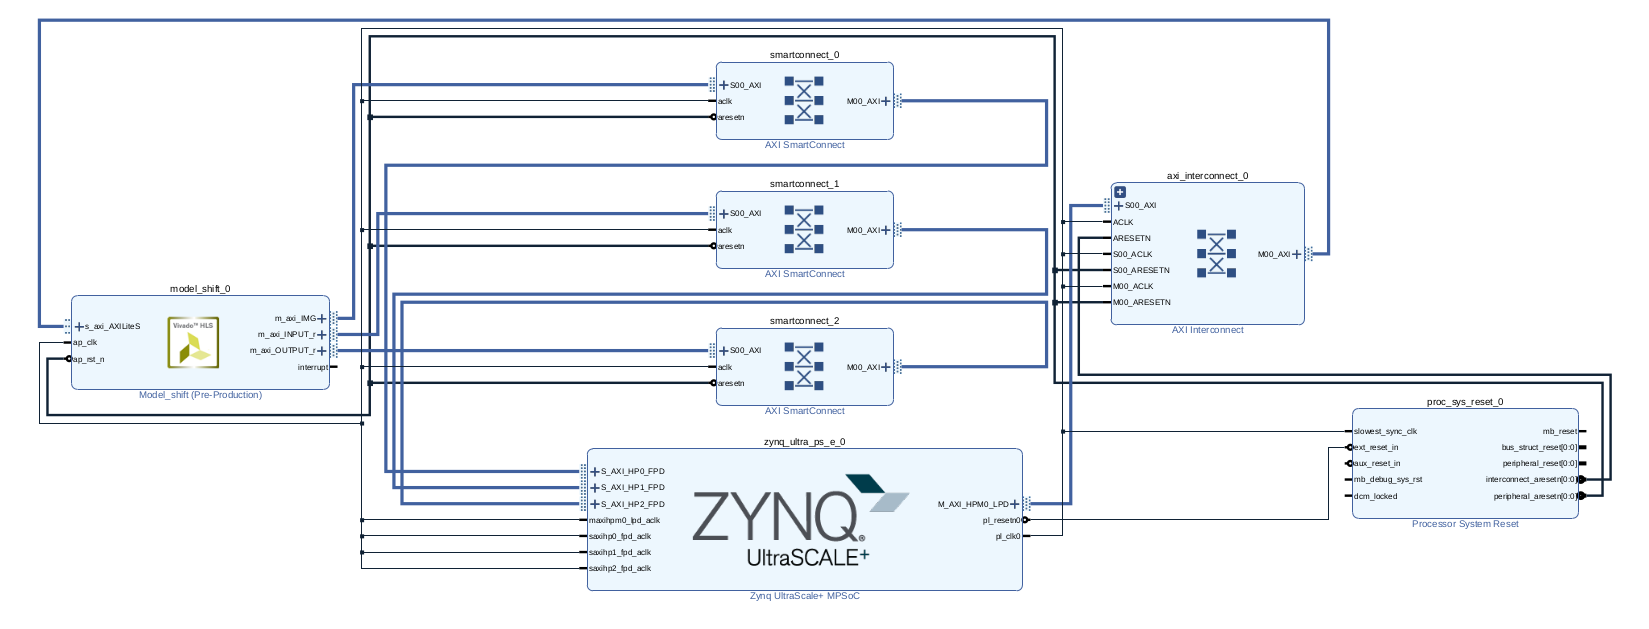 smartconnect_0
S00_AXI
aclk
aresetn
M00_AXI
AXI SmartConnect
smartconnect_1
S00_AXI
aclk
aresetn
M00_AXI
AXI SmartConnect
axi_interconnect_0
S00_AXI
ACLK
ARESETN
S00_ACLK
S00_ARESETN
M00_ACLK
M00_ARESETN
M00_AXI
AXI Interconnect
model_shift_0
s_axi_AXILiteS
ap_clk
ap_rst_n
Vivado™ HLS
m_axi_IMG
m_axi_INPUT_r
m_axi_OUTPUT_r
interrupt
Model_shift (Pre-Production)
smartconnect_2
S00_AXI
aclk
aresetn
M00_AXI
AXI SmartConnect
zynq_ultra_ps_e_0
S_AXI_HP0_FPD
S_AXI_HP1_FPD
S_AXI_HP2_FPD
maxihpm0_lpd_aclk
saxihp0_fpd_aclk
saxihp1_fpd_aclk
saxihp2_fpd_aclk
ZYNQ®
UltraSCALE+
M_AXI_HPM0_LPD
pl_resetn0
pl_clk0
Zynq UltraScale+ MPSoC
proc_sys_reset_0
slowest_sync_clk
ext_reset_in
aux_reset_in
mb_debug_sys_rst
dcm_locked
mb_reset
bus_struct_reset[0:0]
peripheral_reset[0:0]
interconnect_aresetn[0:0]
peripheral_aresetn[0:0]
Processor System Reset